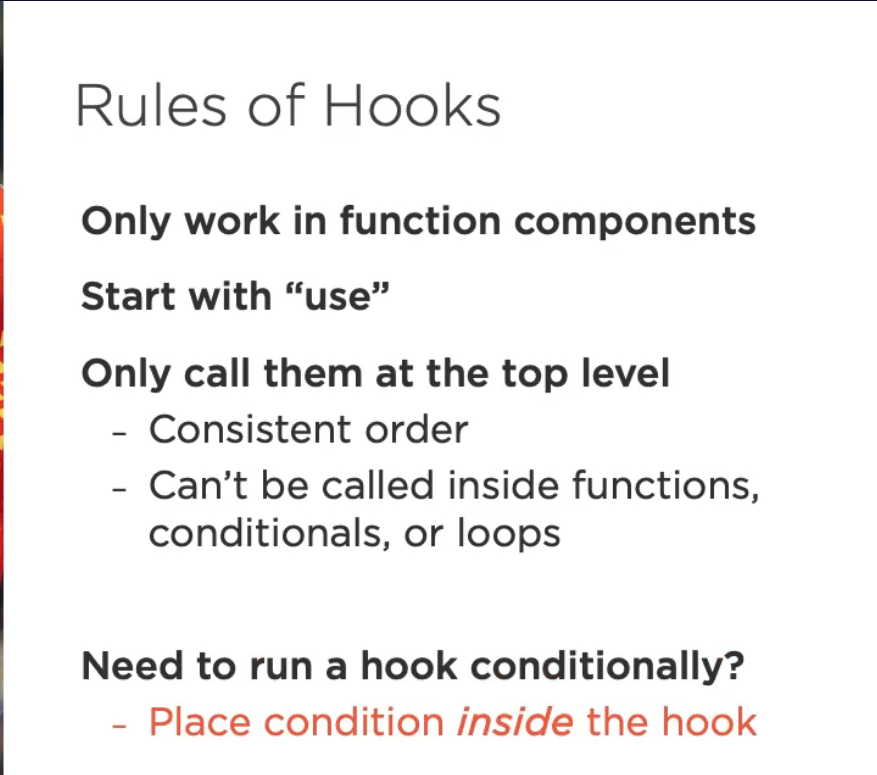 Rules of Hooks
Only work in function components
Start with “use”
Only call them at the top level
- Consistent order
- Can’t be called inside functions,
conditionals, or loops
Need to run a hook conditionally?
- Place condition inside the hook